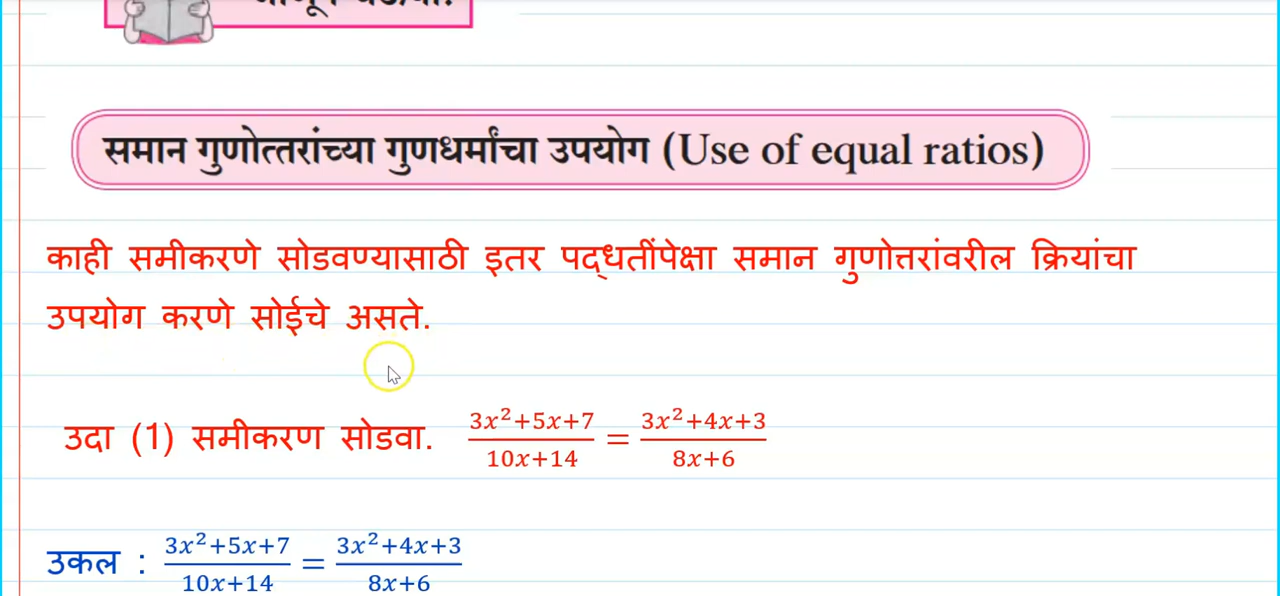 समान गुणोत्तरांच्या गुणधर्मांचा उपयोग (Use of equal ratios)
काही समीकरणे सोडवण्यासाठी इतर पद्धतींपेक्षा समान गुणोत्तरांवरील क्रियांचा
उपयोग करणे सोईचे असते.
उदा (1) समीकरण सोडवा. (3x²+5x+7)/(10x+14) = (3x²+4x+3)/(8x+6)
उकल : (3x²+5x+7)/(10x+14) = (3x²+4x+3)/(8x+6)